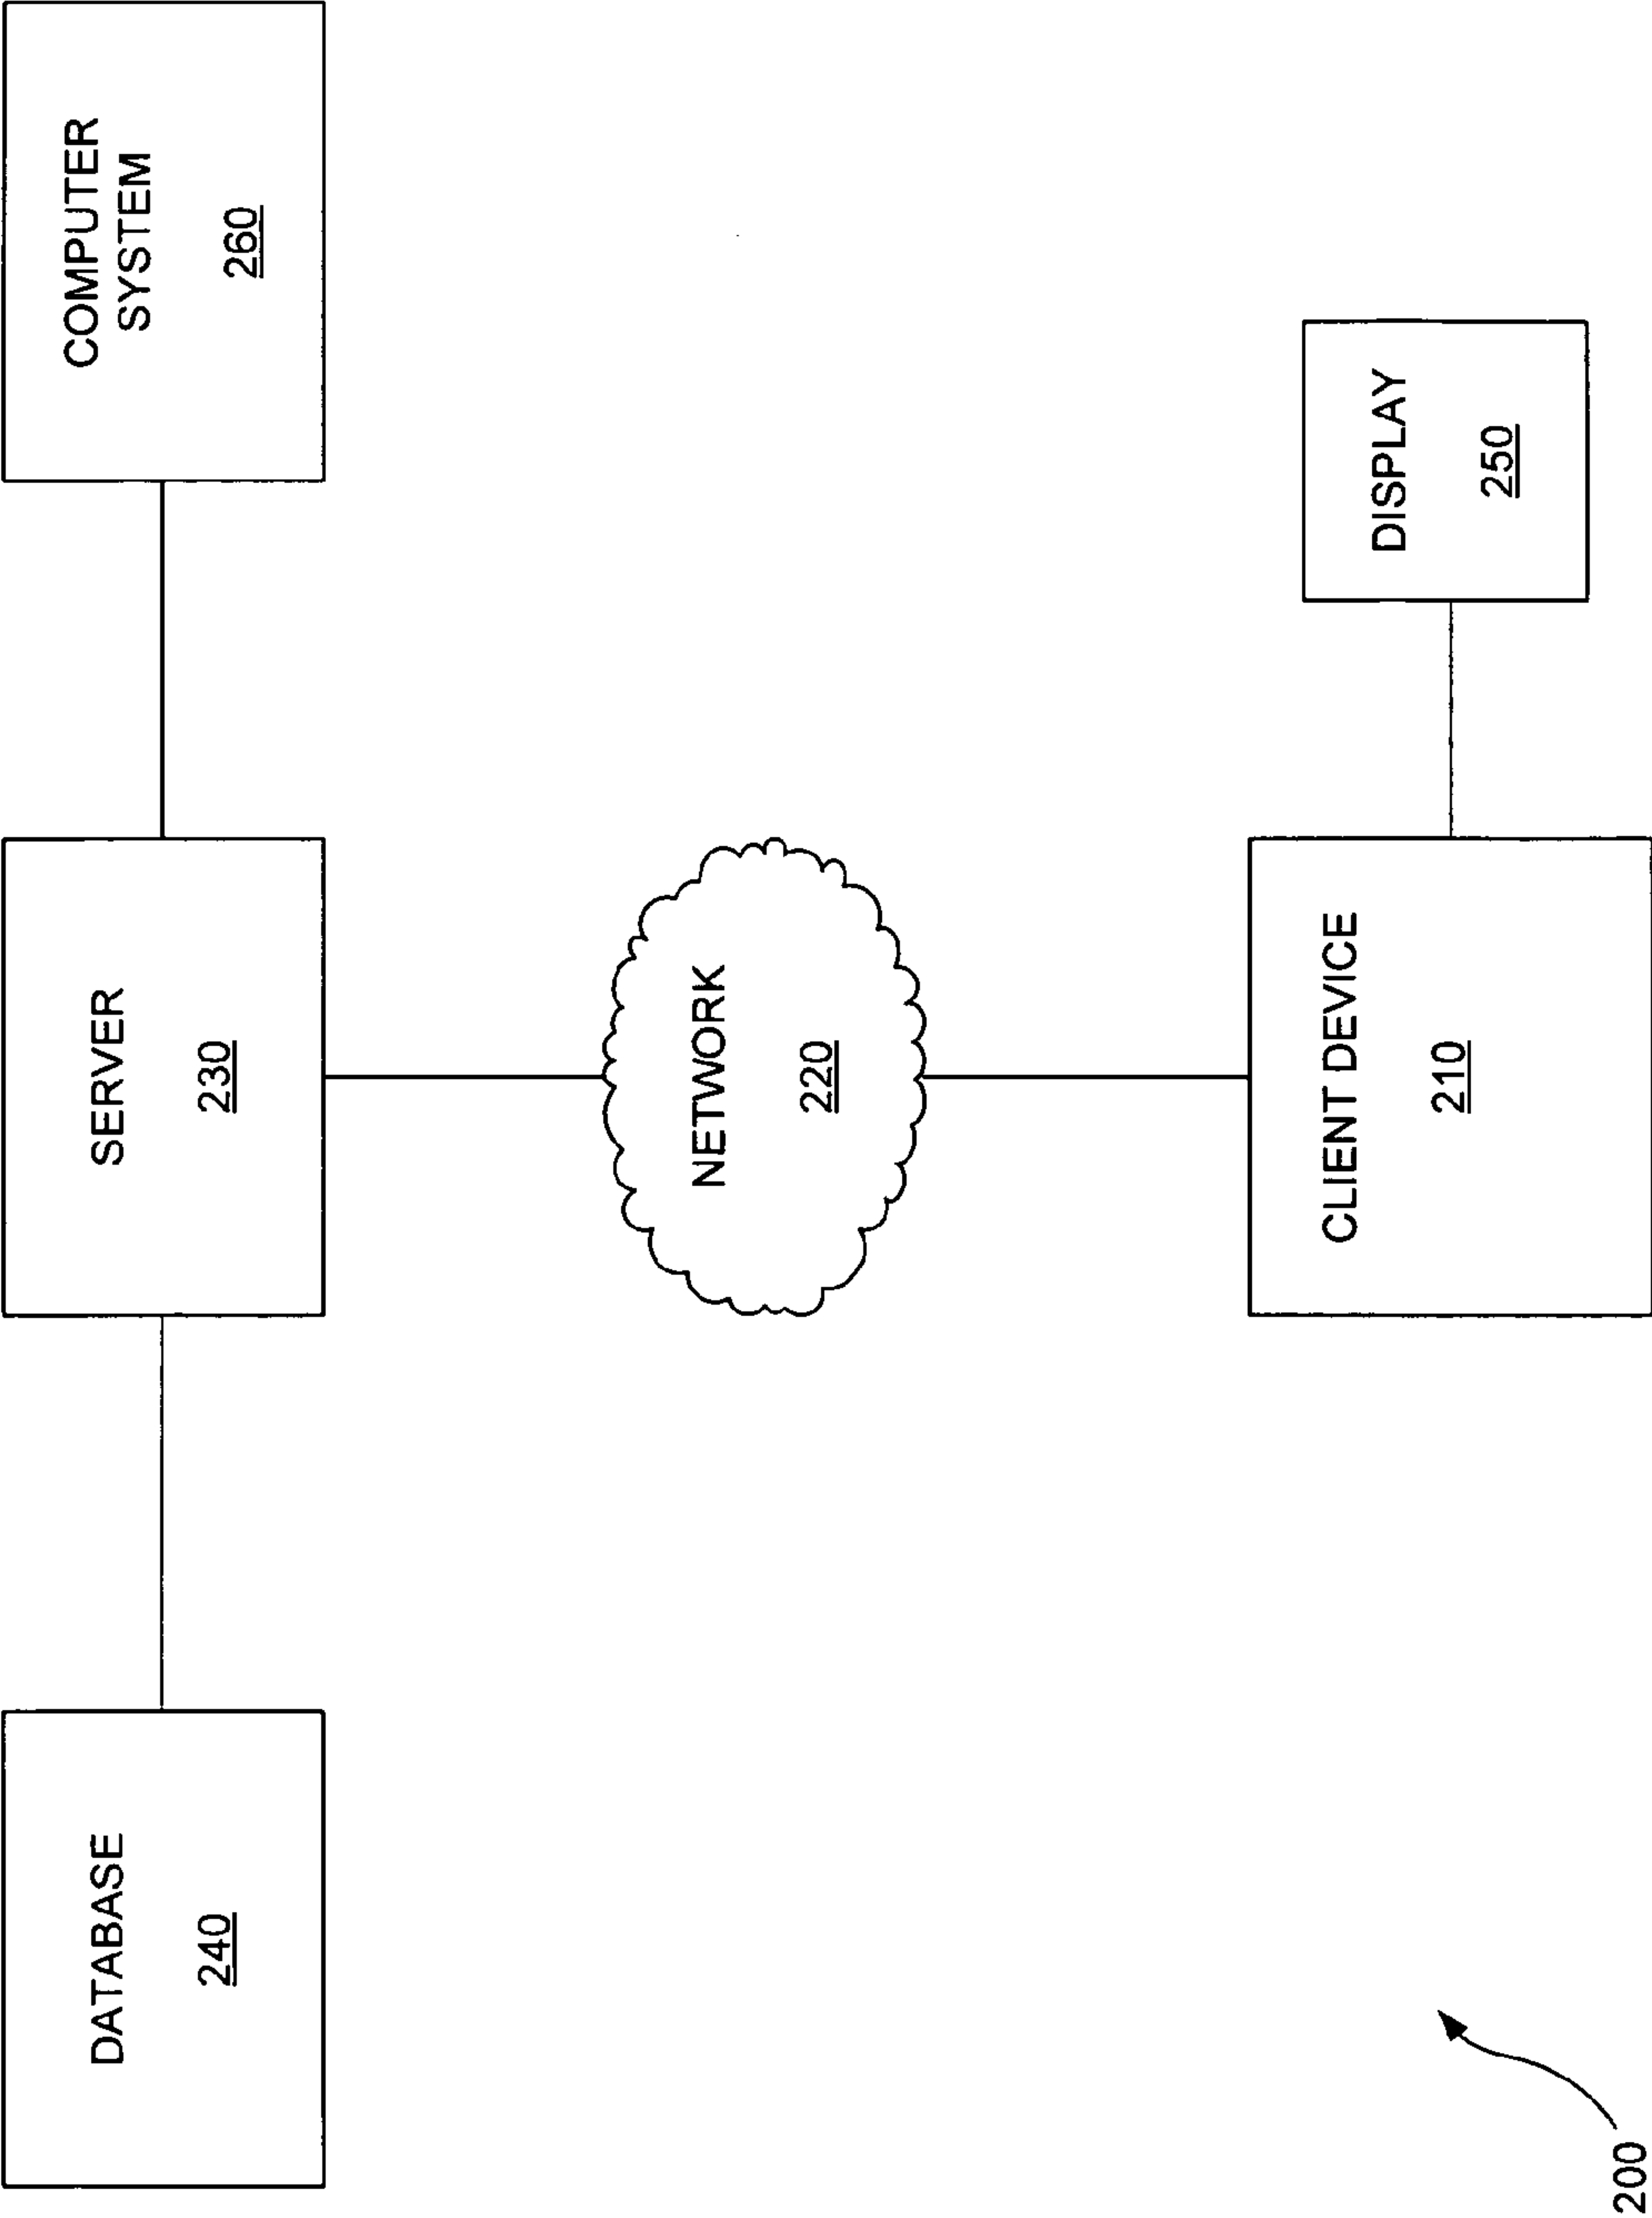 DATABASE
240
SERVER
230
COMPUTER
SYSTEM
260
NETWORK
220
CLIENT DEVICE
210
DISPLAY
250
200